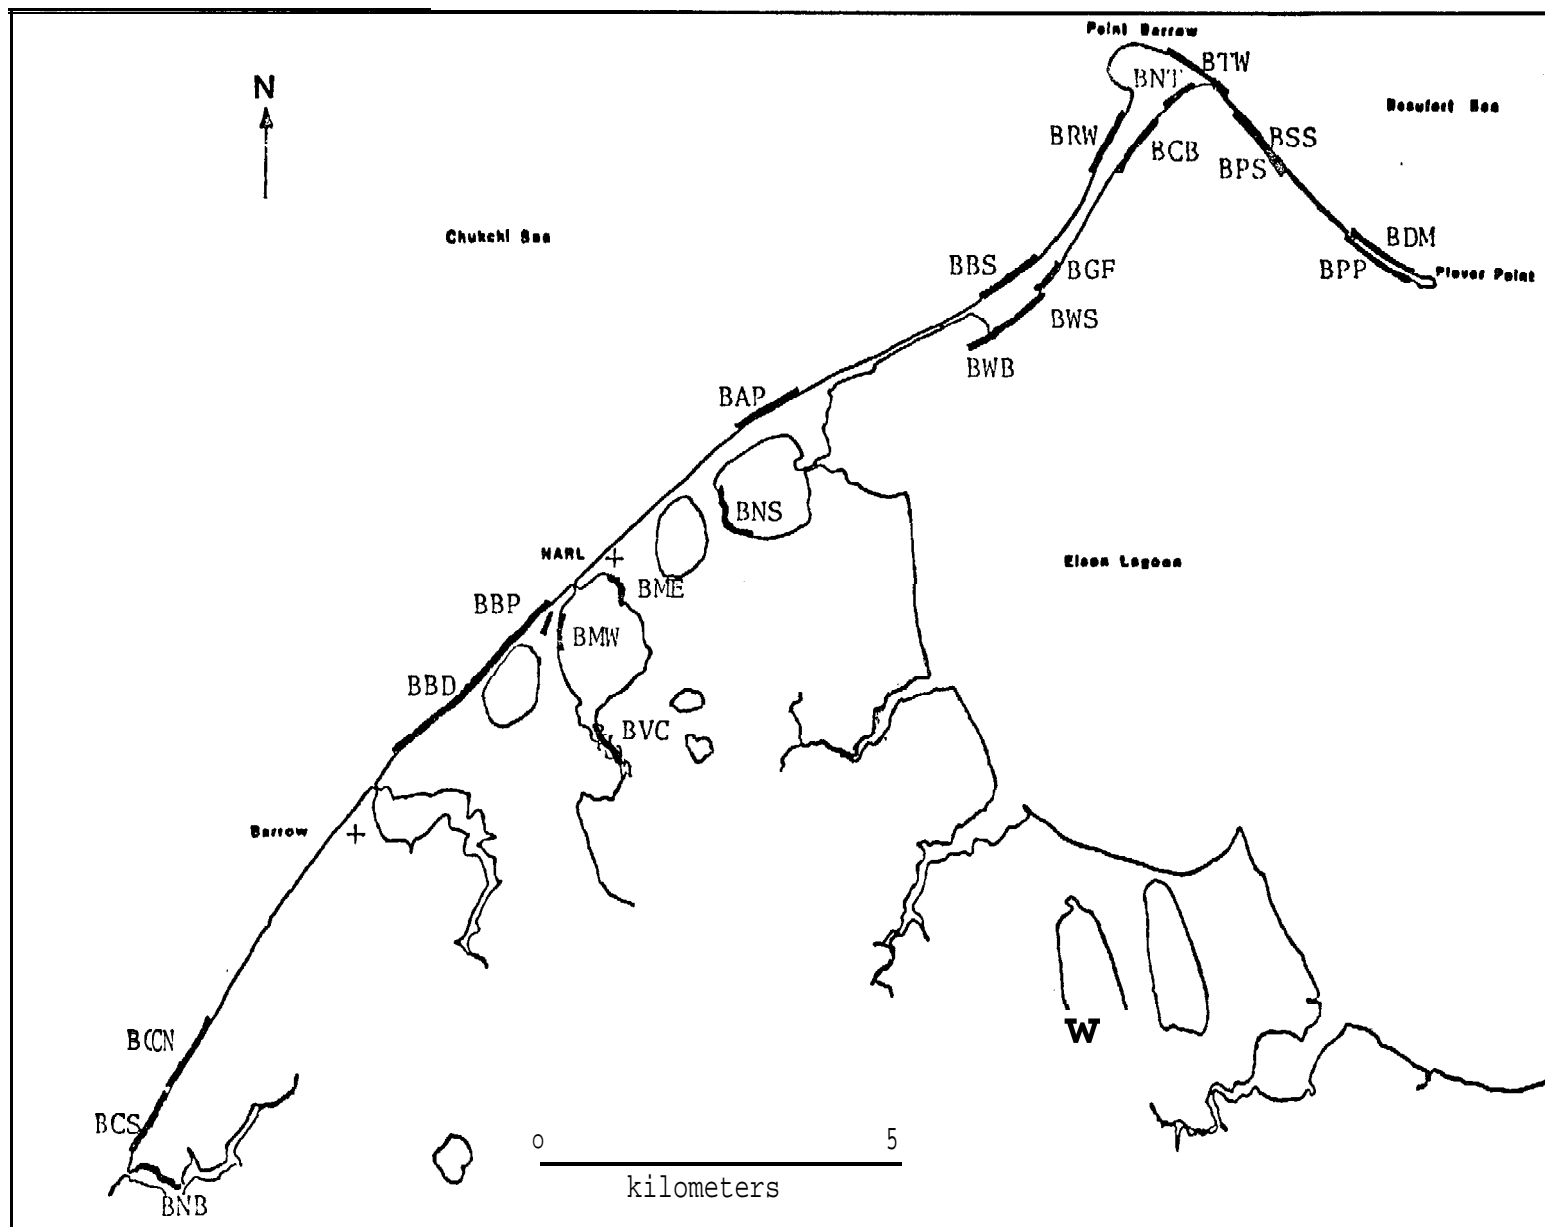 Point Barrow
N
BTW
BNT
Beaufort Sea
BRW
BSS
BCB
BPS
Chukchi Sea
BDM
BBS
BGF
BPP
Plover Point
BWS
BWB
BAP
BNS
NARL
Elson Lagoon
BME
BBP
BMW
BBD
BVC
Barrow
W
BCCN
BCS
0 5
kilometers
BNB